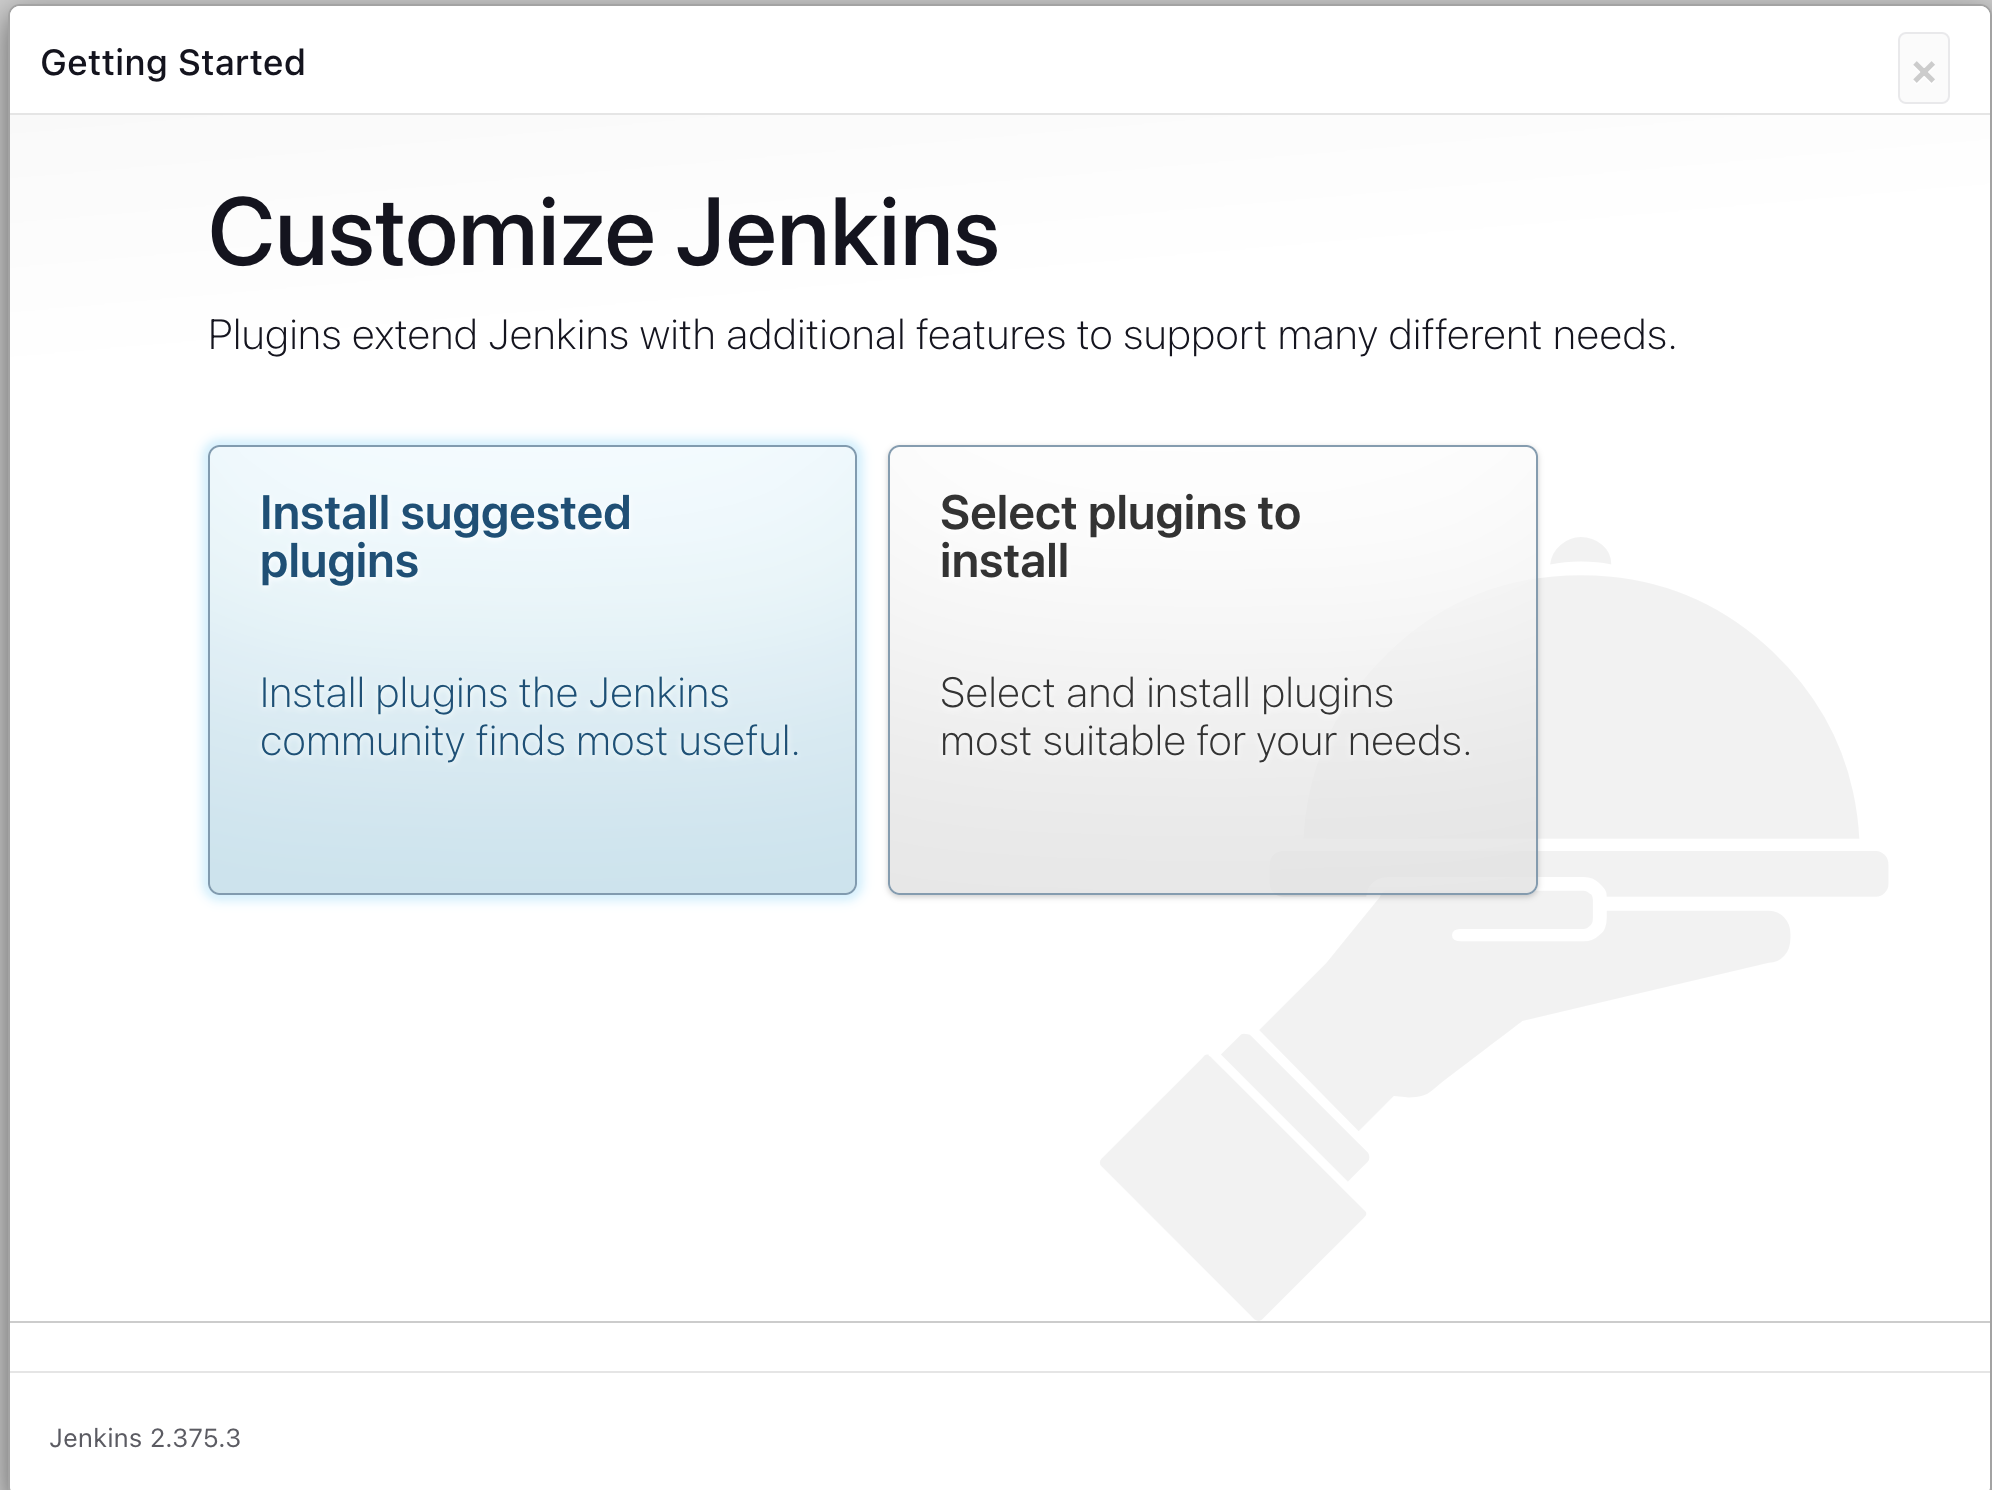 Getting Started
×
Customize Jenkins
Plugins extend Jenkins with additional features to support many different needs.
Install suggested
plugins
Install plugins the Jenkins
community finds most useful.
Select plugins to
install
Select and install plugins
most suitable for your needs.
Jenkins 2.375.3